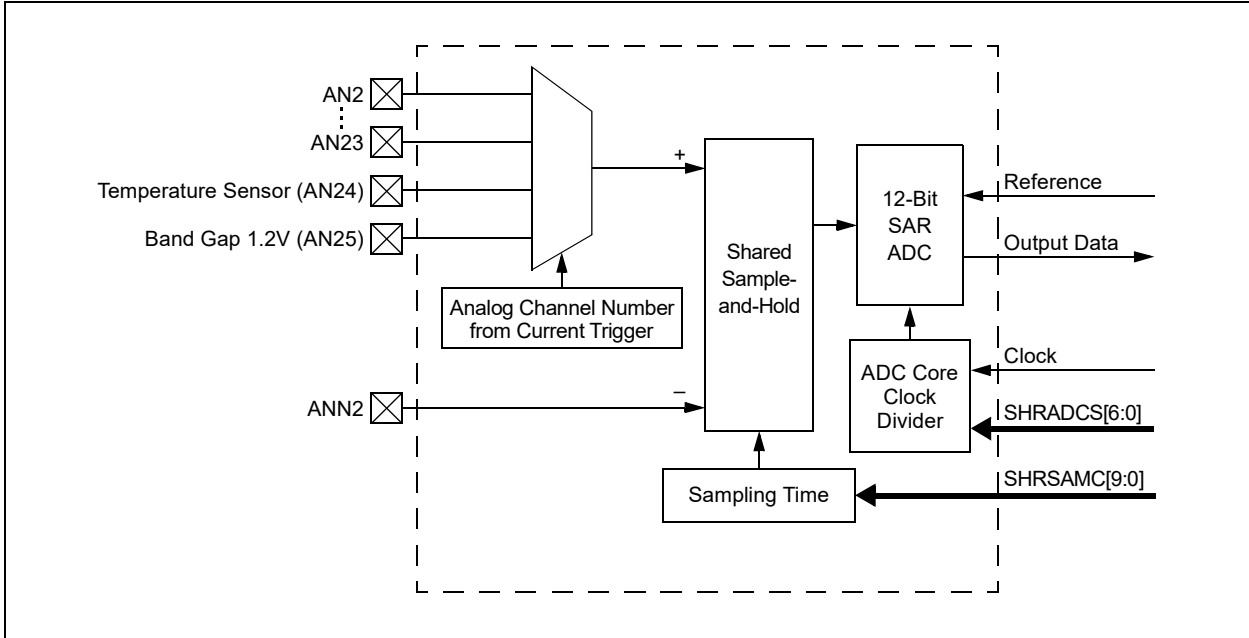 AN2
AN23
Temperature Sensor (AN24)
Band Gap 1.2V (AN25)
Analog Channel Number
from Current Trigger
ANN2
+
–
Shared
Sample-
and-Hold
12-Bit
SAR
ADC
Reference
Output Data
ADC Core
Clock
Divider
Clock
SHRADCS[6:0]
Sampling Time
SHRSAMC[9:0]